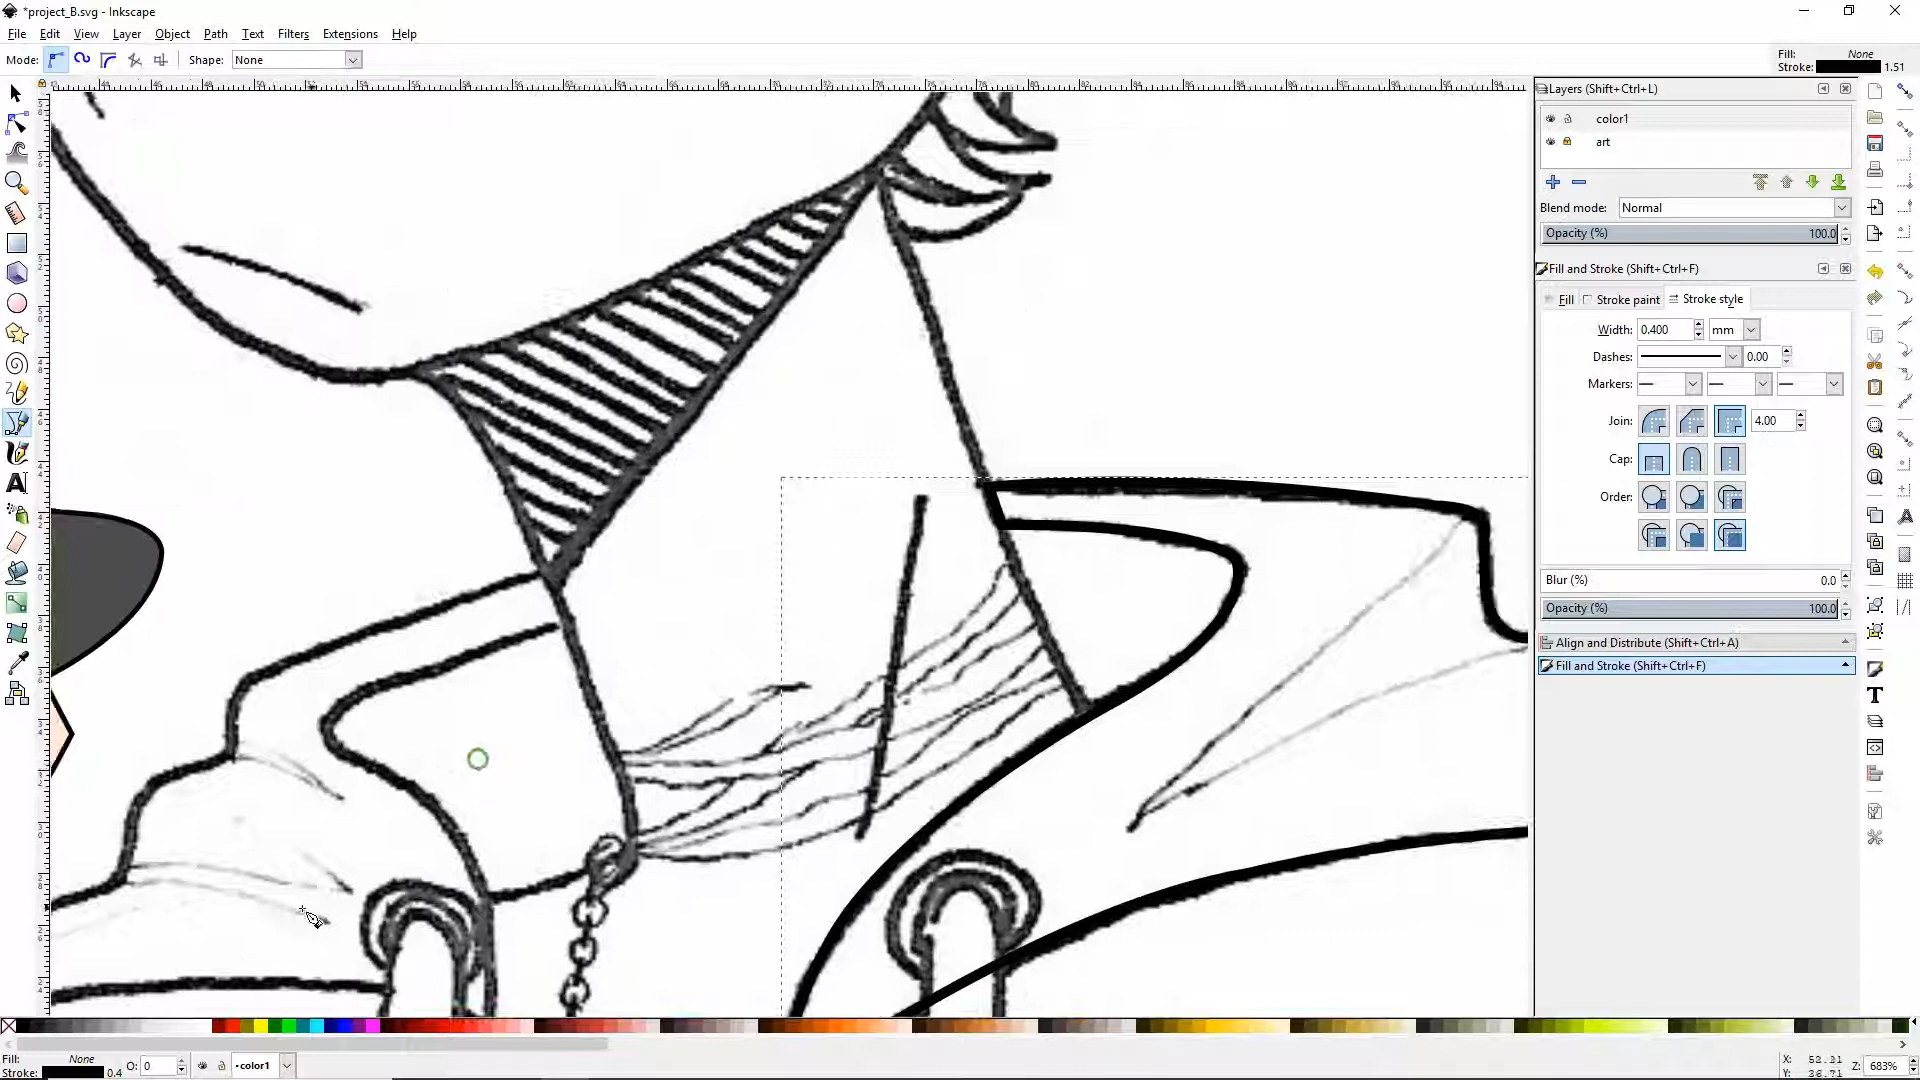 *project_B.svg - Inkscape
File Edit View Layer Object Path Text Filters Extensions Help
Mode: Shape: None
Fill: None
Stroke: 1.51
Layers (Shift+Ctrl+L)
color1
art
Blend mode: Normal
Opacity (%) 100.0
Fill and Stroke (Shift+Ctrl+F)
Fill Stroke paint Stroke style
Width: 0.400 mm
Dashes: 0.00
Markers:
Join: 4.00
Cap:
Order:
Blur (%) 0.0
Opacity (%) 100.0
Align and Distribute (Shift+Ctrl+A)
Fill and Stroke (Shift+Ctrl+F)
Fill: None
Stroke: 0.4 O: 0 •color1
X: 52.31
Y: 26.71
Z: 683%